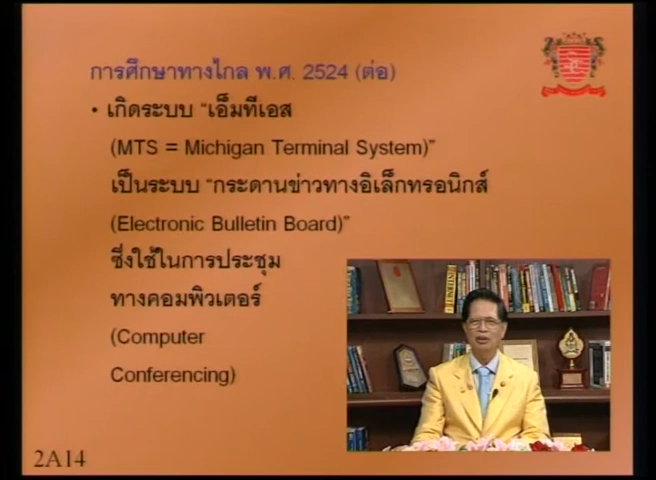 การศึกษาทางไกล พ.ศ. 2524 (ต่อ)
• เกิดระบบ “เอ็มทีเอส
(MTS = Michigan Terminal System)”
เป็นระบบ “กระดานข่าวทางอิเล็กทรอนิกส์
(Electronic Bulletin Board)”
ซึ่งใช้ในการประชุม
ทางคอมพิวเตอร์
(Computer
Conferencing)
2A14